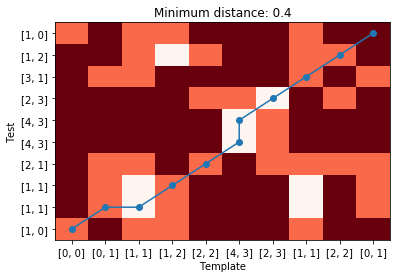 Minimum distance: 0.4
Test
[1, 0]
[1, 2]
[3, 1]
[2, 3]
[4, 3]
[4, 3]
[2, 1]
[1, 1]
[1, 1]
[1, 0]
[0, 0] [0, 1] [1, 1] [1, 2] [2, 2] [4, 3] [2, 3] [1, 1] [2, 2] [0, 1]
Template